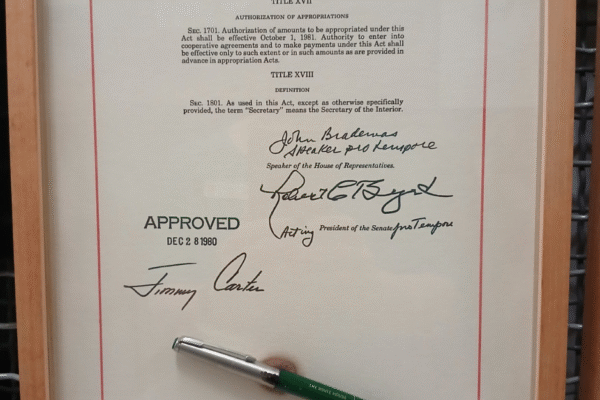 TITLE XVII
AUTHORIZATION OF APPROPRIATIONS
SEC. 1701. Authorization of amounts to be appropriated under this
Act shall be effective October 1, 1981. Authority to enter into
cooperative agreements and to make payments under this Act shall
be effective only to such extent or in such amounts as are provided in
advance in appropriation Acts.
TITLE XVIII
DEFINITION
SEC. 1801. As used in this Act, except as otherwise specifically
provided, the term "Secretary" means the Secretary of the Interior.
John Brademas
Speaker pro tempore
Speaker of the House of Representatives.
Robert C Byrd
Acting President of the Senate pro Tempore
APPROVED
DEC 28 1980
Jimmy Carter
THE WHITE HOUSE